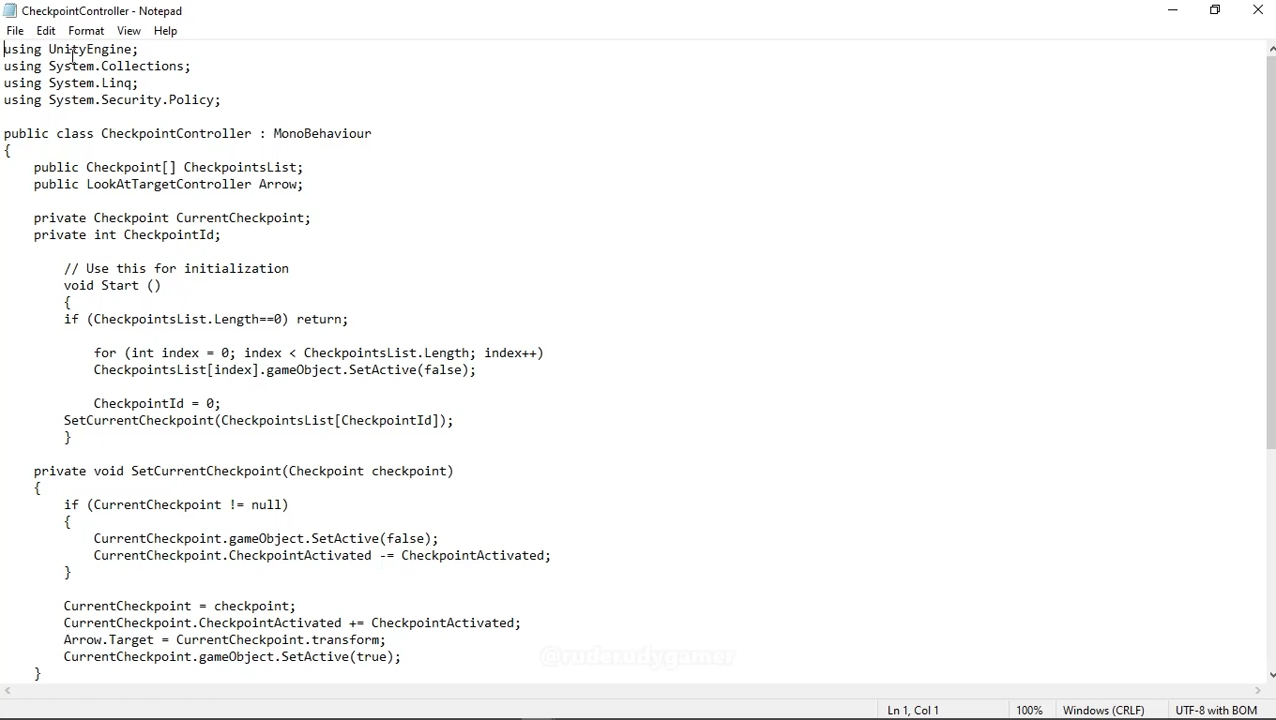 CheckpointController - Notepad
File Edit Format View Help
using UnityEngine;
using System.Collections;
using System.Linq;
using System.Security.Policy;
public class CheckpointController : MonoBehaviour
{
public Checkpoint[] CheckpointsList;
public LookAtTargetController Arrow;
private Checkpoint CurrentCheckpoint;
private int CheckpointId;
// Use this for initialization
void Start ()
{
if (CheckpointsList.Length==0) return;
for (int index = 0; index < CheckpointsList.Length; index++)
CheckpointsList[index].gameObject.SetActive(false);
CheckpointId = 0;
SetCurrentCheckpoint(CheckpointsList[CheckpointId]);
}
private void SetCurrentCheckpoint(Checkpoint checkpoint)
{
if (CurrentCheckpoint != null)
{
CurrentCheckpoint.gameObject.SetActive(false);
CurrentCheckpoint.CheckpointActivated -= CheckpointActivated;
}
CurrentCheckpoint = checkpoint;
CurrentCheckpoint.CheckpointActivated += CheckpointActivated;
Arrow.Target = CurrentCheckpoint.transform;
CurrentCheckpoint.gameObject.SetActive(true);
@rudarudygamer
}
Ln 1, Col 1 100% Windows (CRLF) UTF-8 with BOM